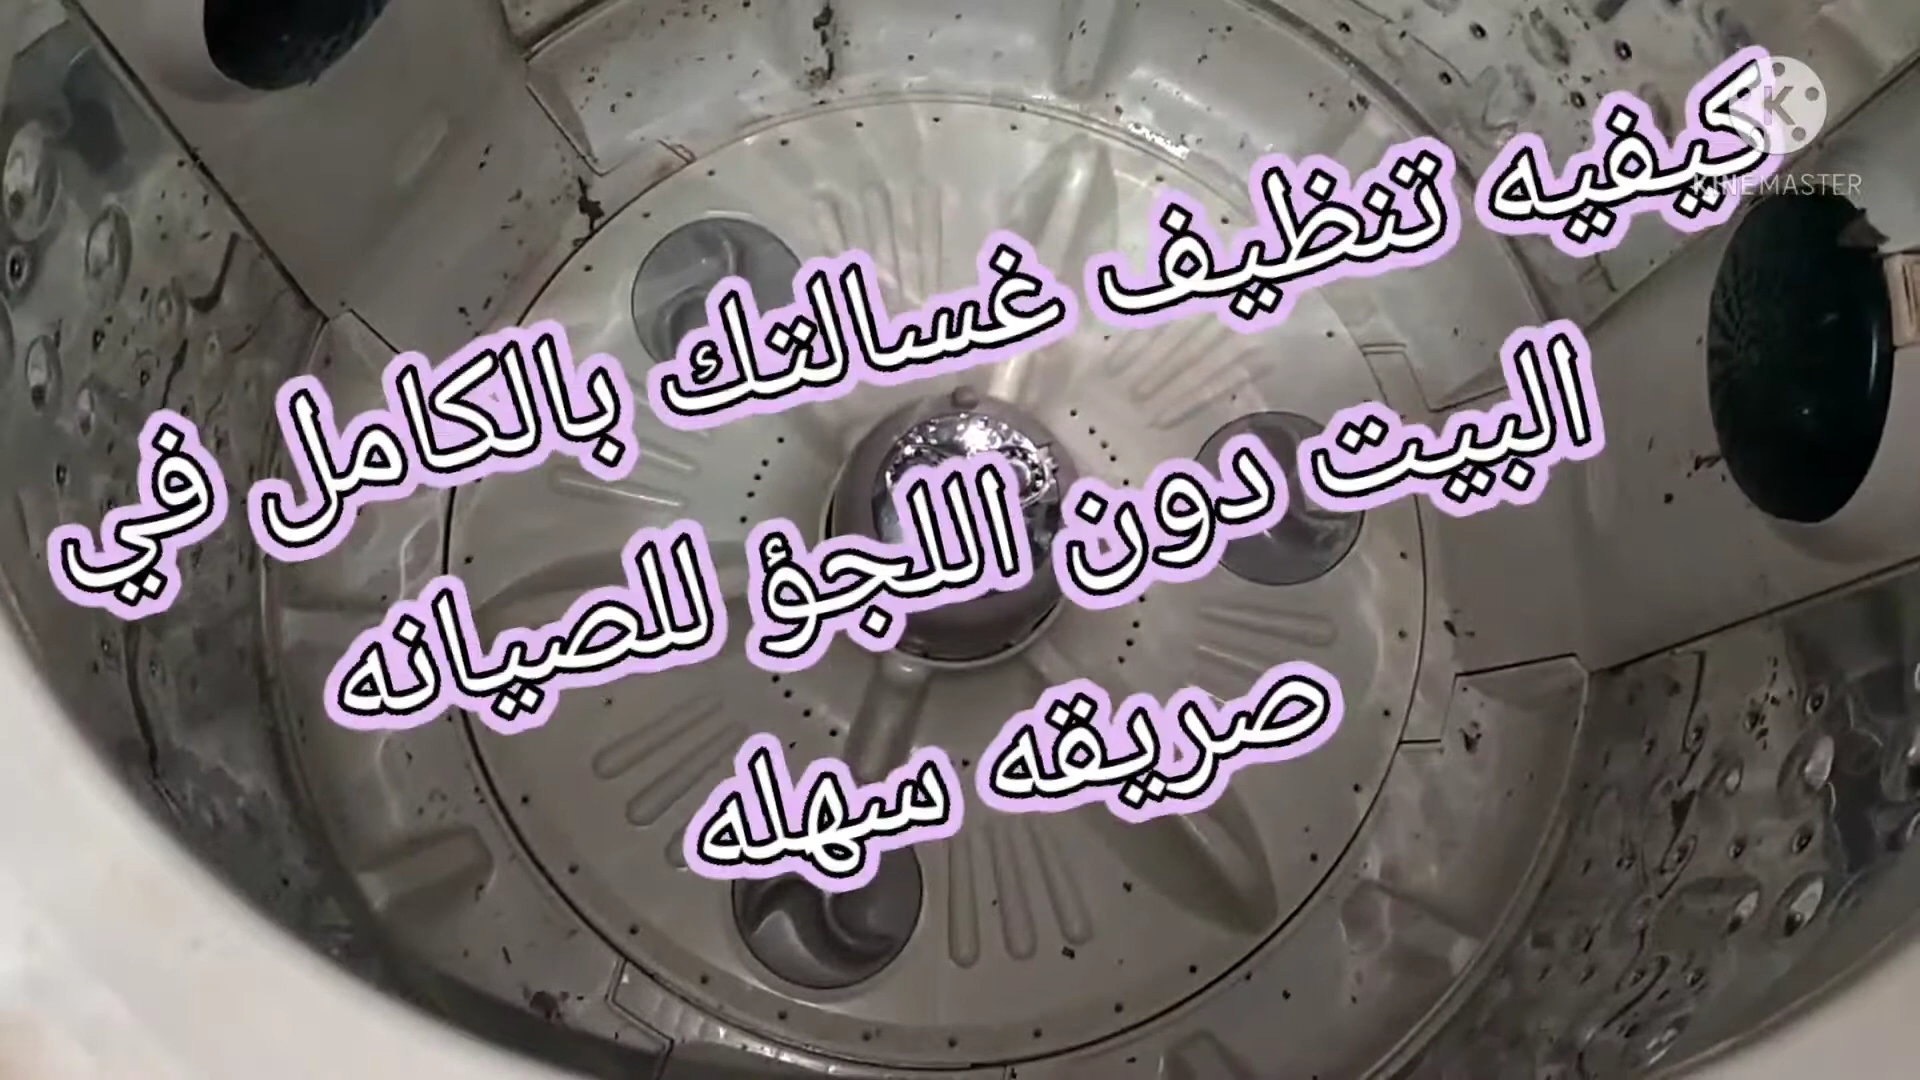 كيفيه تنظيف غسالتك بالكامل في
البيت دون اللجؤ للصيانه
صريقه سهله
KINEMASTER